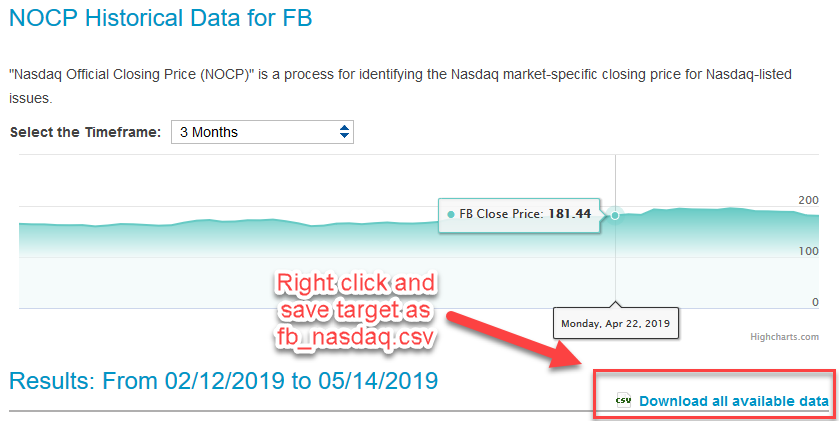 NOCP Historical Data for FB
"Nasdaq Official Closing Price (NOCP)" is a process for identifying the Nasdaq market-specific closing price for Nasdaq-listed
issues.
Select the Timeframe: 3 Months
200
FB Close Price: 181.44
100
Right click and
save target as
fb_nasdaq.csv
0
Monday, Apr 22, 2019
Highcharts.com
Results: From 02/12/2019 to 05/14/2019
csv Download all available data